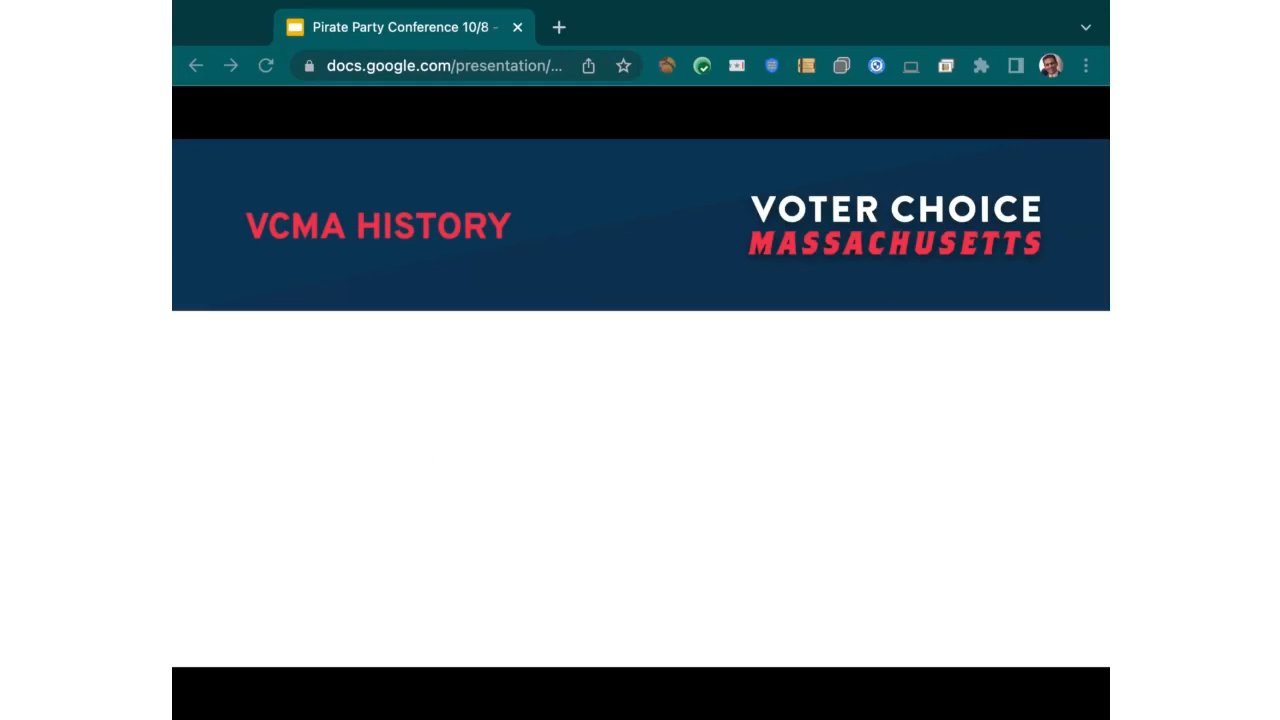 Pirate Party Conference 10/8 -
docs.google.com/presentation/...
VCMA HISTORY
VOTER CHOICE
MASSACHUSETTS